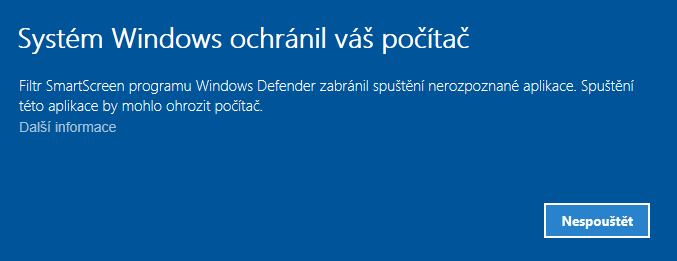 Systém Windows ochránil váš počítač
Filtr SmartScreen programu Windows Defender zabránil spuštění nerozpoznané aplikace. Spuštění
této aplikace by mohlo ohrozit počítač.
Další informace
Nespouštět